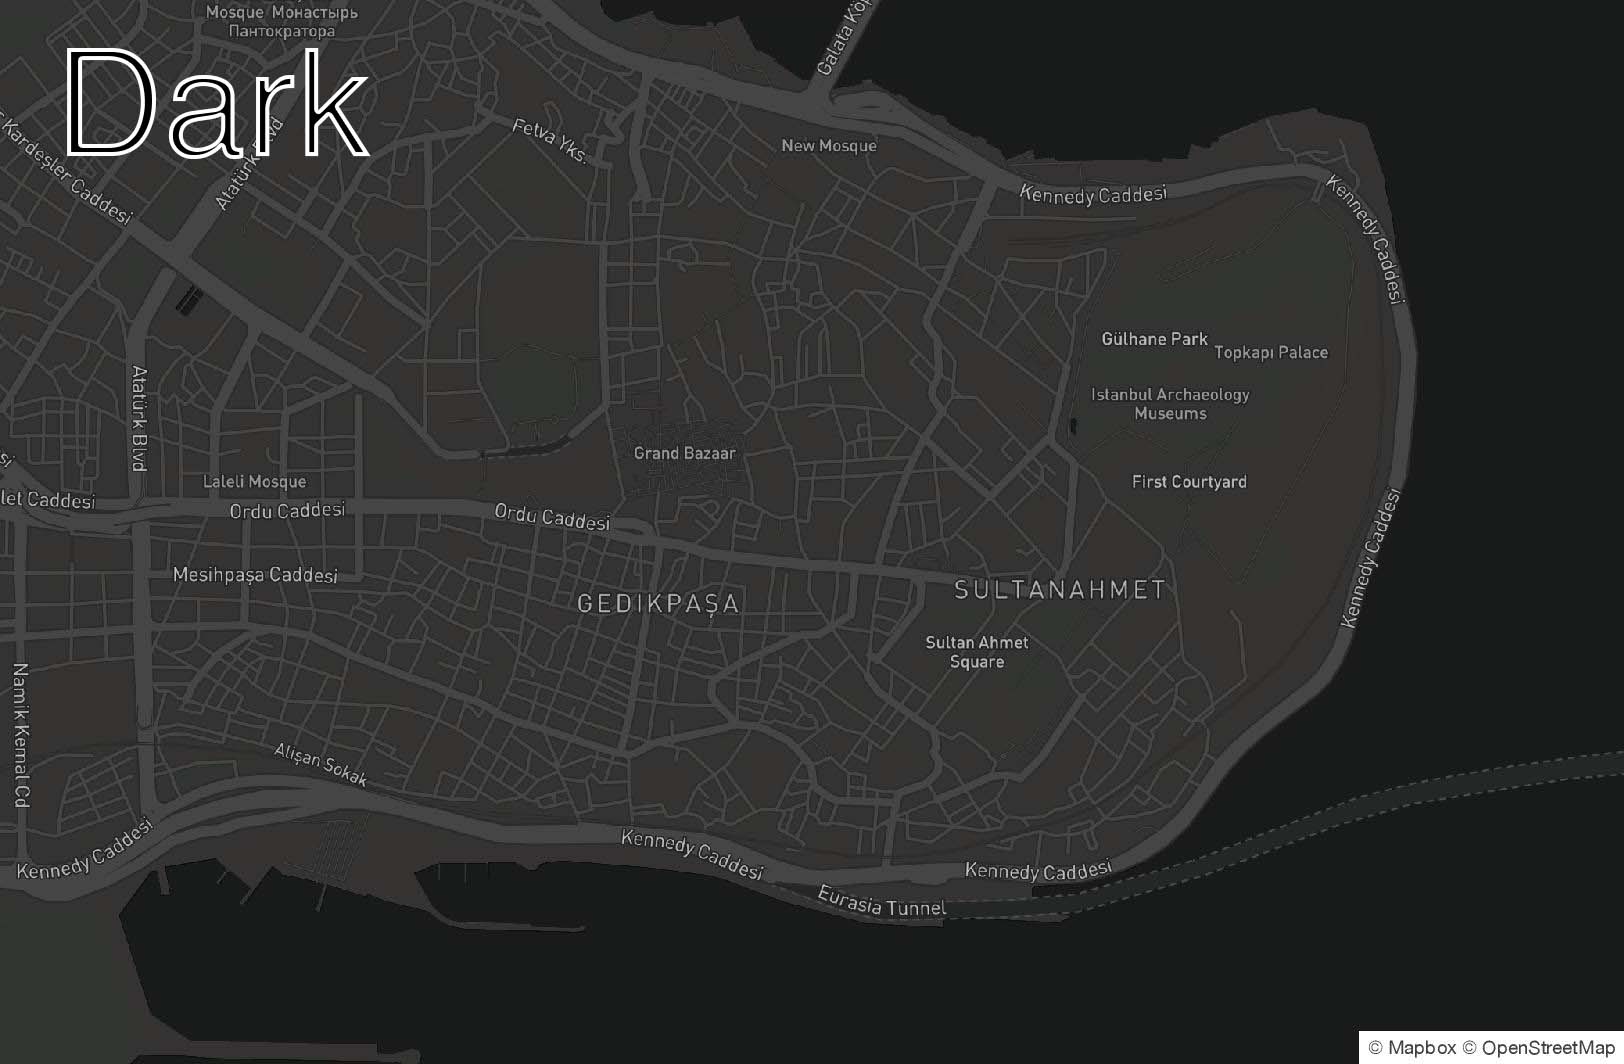 Mosque Монастырь
Пантократора
Dark
Galata
Kardeşler Caddesi
Atatürk Blvd
Fetva Yks.
New Mosque
Kennedy Caddesi
Kennedy Caddesi
Gülhane Park
Topkapı Palace
Istanbul Archaeology
Museums
Atatürk Blvd
Grand Bazaar
Laleli Mosque
First Courtyard
Caddesi
Ordu Caddesi
Ordu Caddesi
Kennedy Caddesi
Mesihpaşa Caddesi
GEDIKPAŞA
SULTANAHMET
Sultan Ahmet
Square
Namik Kemal Cd
Alişan Sokak
Kennedy Caddesi
Kennedy Caddesi
Kennedy Caddesi
Eurasia Tunnel
© Mapbox © OpenStreetMap